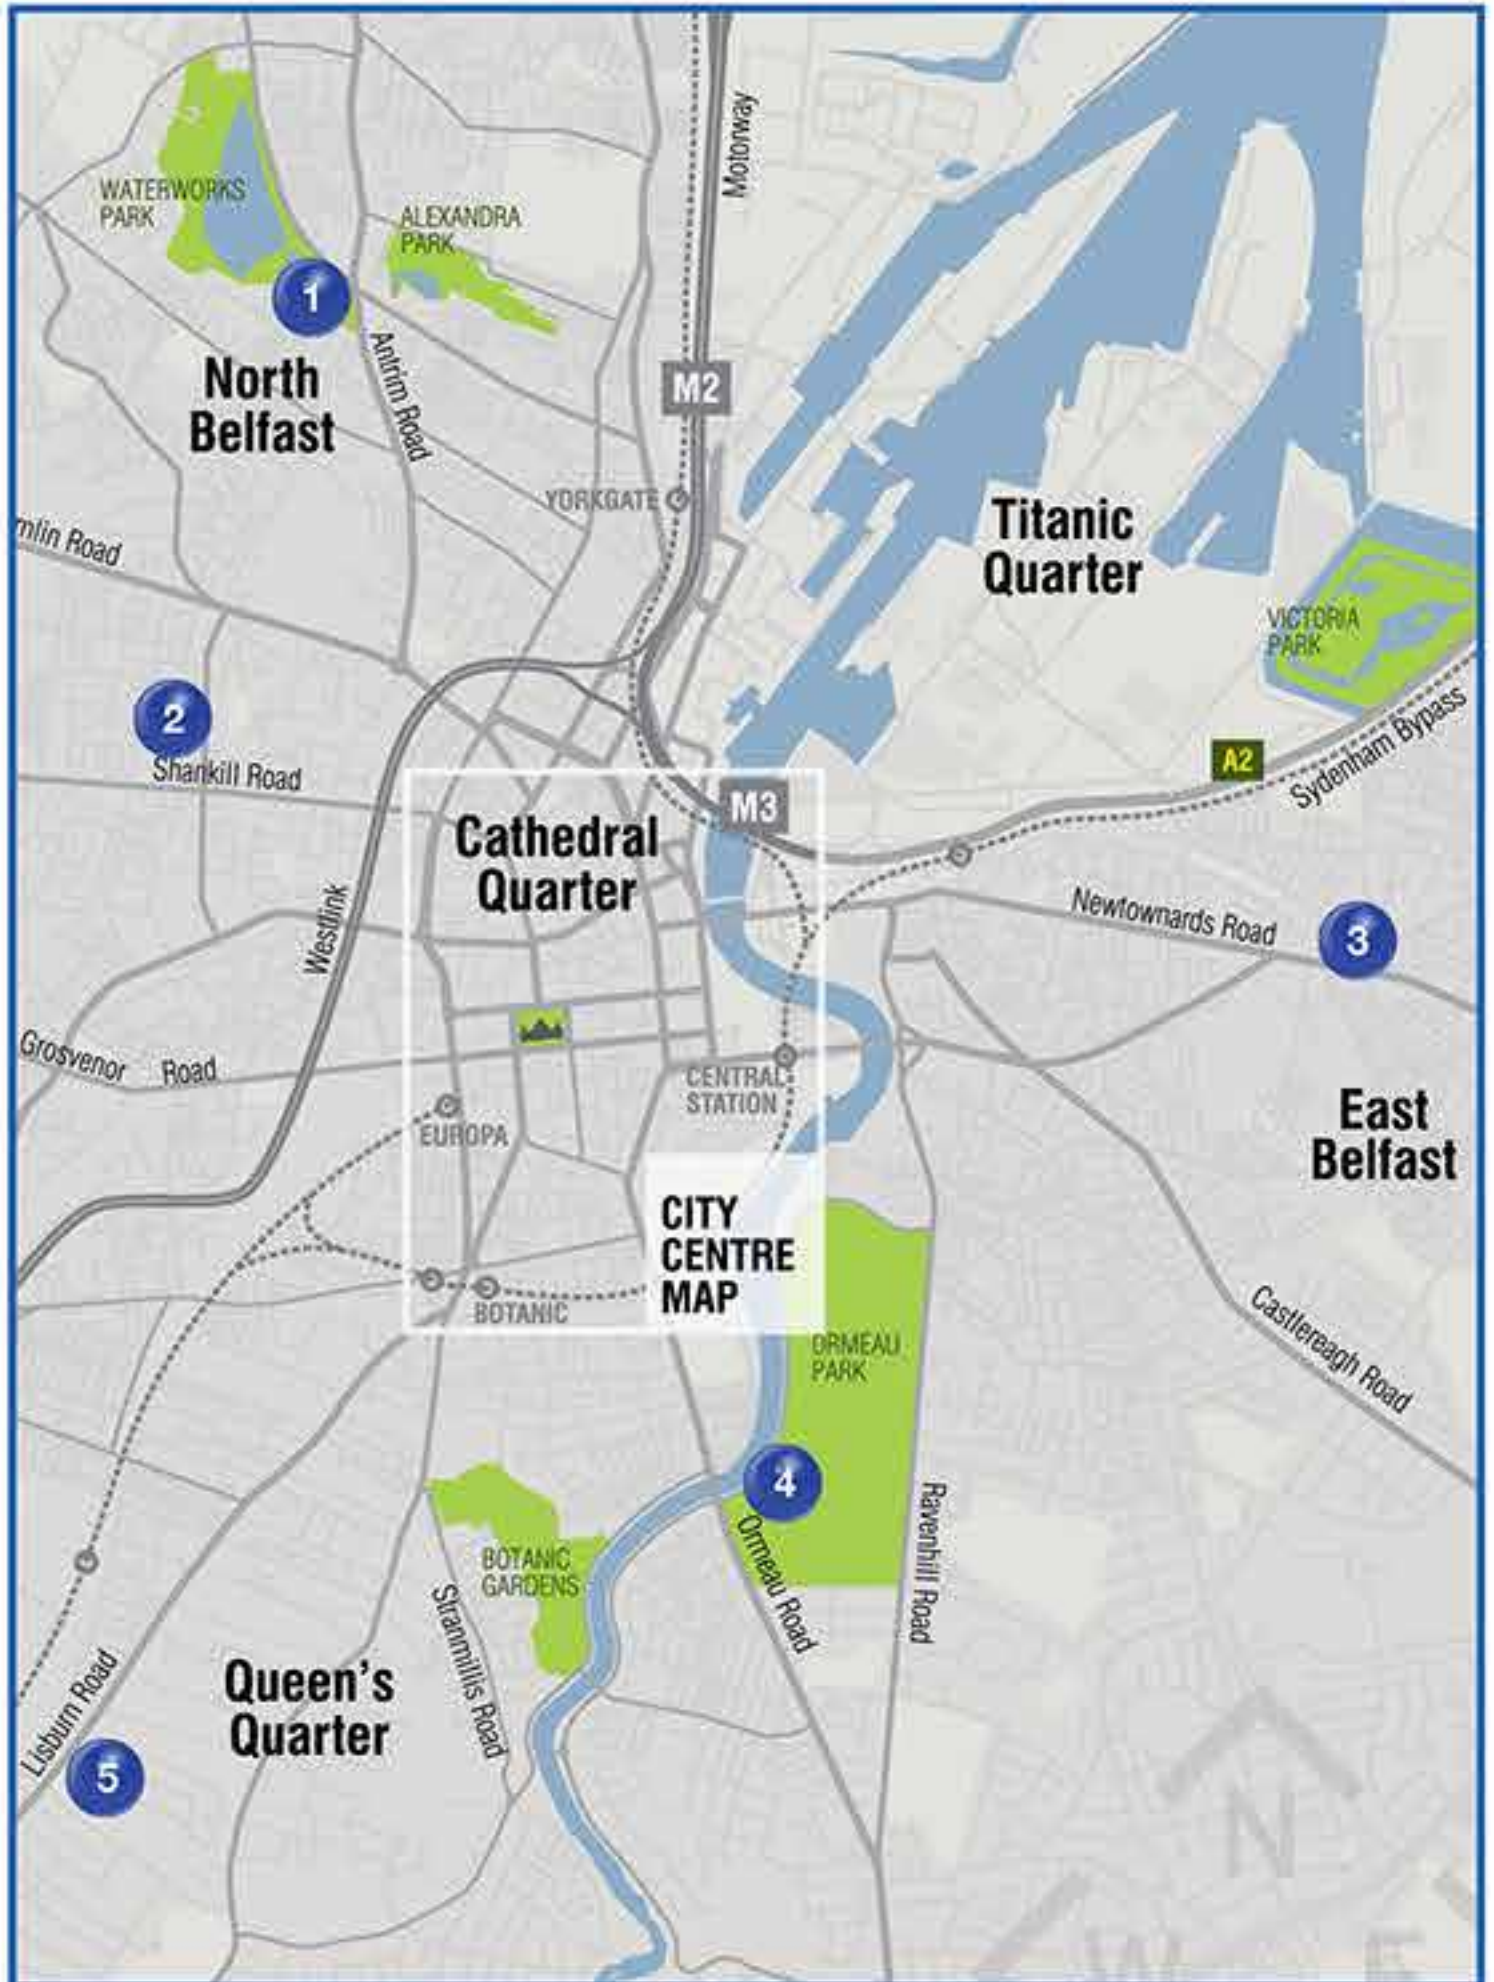 Motorway
WATERWORKS
PARK
ALEXANDRA
PARK
1
Antrim Road
North
Belfast
M2
YORKGATE
mlin Road
Titanic
Quarter
VICTORIA
PARK
2
Shankill Road
A2
Sydenham Bypass
M3
Cathedral
Quarter
Westlink
Newtownards Road
3
Grosvenor Road
CENTRAL
STATION
EUROPA
East
Belfast
CITY
CENTRE
MAP
BOTANIC
ORMEAU
PARK
Castlereagh Road
4
BOTANIC
GARDENS
Stranmillis Road
Ormeau Road
Ravenhill Road
Queen's
Quarter
Lisburn Road
5
N
W E